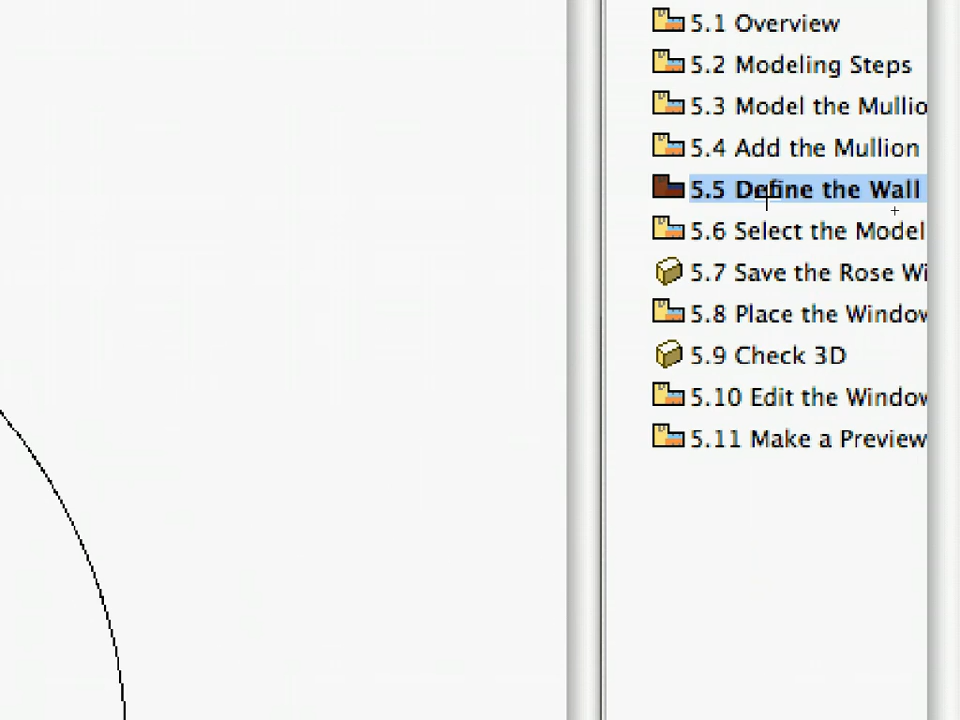 5.1 Overview
5.2 Modeling Steps
5.3 Model the Mullio
5.4 Add the Mullion
5.5 Define the Wall
5.6 Select the Model
5.7 Save the Rose Wi
5.8 Place the Window
5.9 Check 3D
5.10 Edit the Window
5.11 Make a Preview